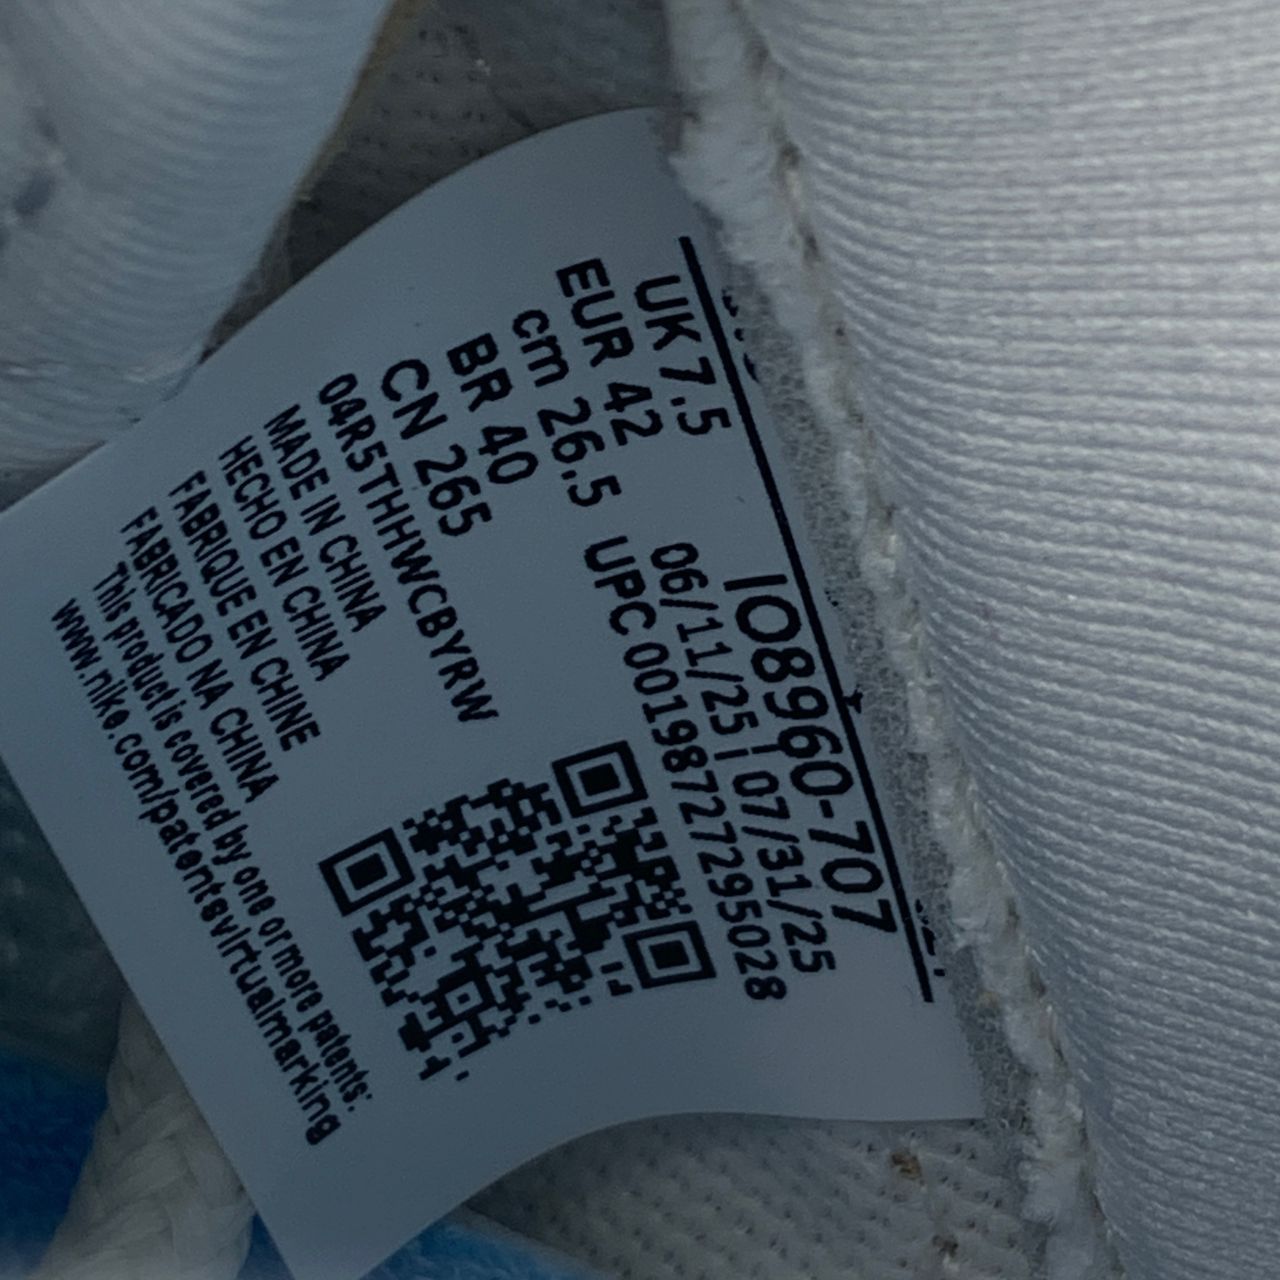 UK 7.5
EUR 42
cm 26.5
BR 40
CN 265
IO8960-707
06/11/25 | 07/31/25
UPC 00198727295028
04R5THHWCBYRW
MADE IN CHINA
HECHO EN CHINA
FABRIQUE EN CHINE
FABRICADO NA CHINA
This product is covered by one or more patents:
www.nike.com/patentsvirtualmarking